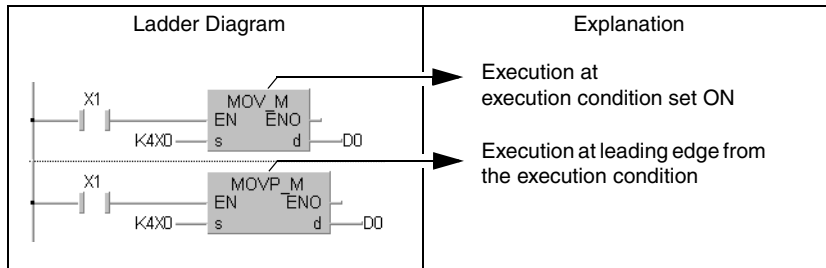 Ladder Diagram
Explanation
X1
MOV_M
EN ENO
K4X0 s d D0
Execution at
execution condition set ON
X1
MOVP_M
EN ENO
K4X0 s d D0
Execution at leading edge from
the execution condition